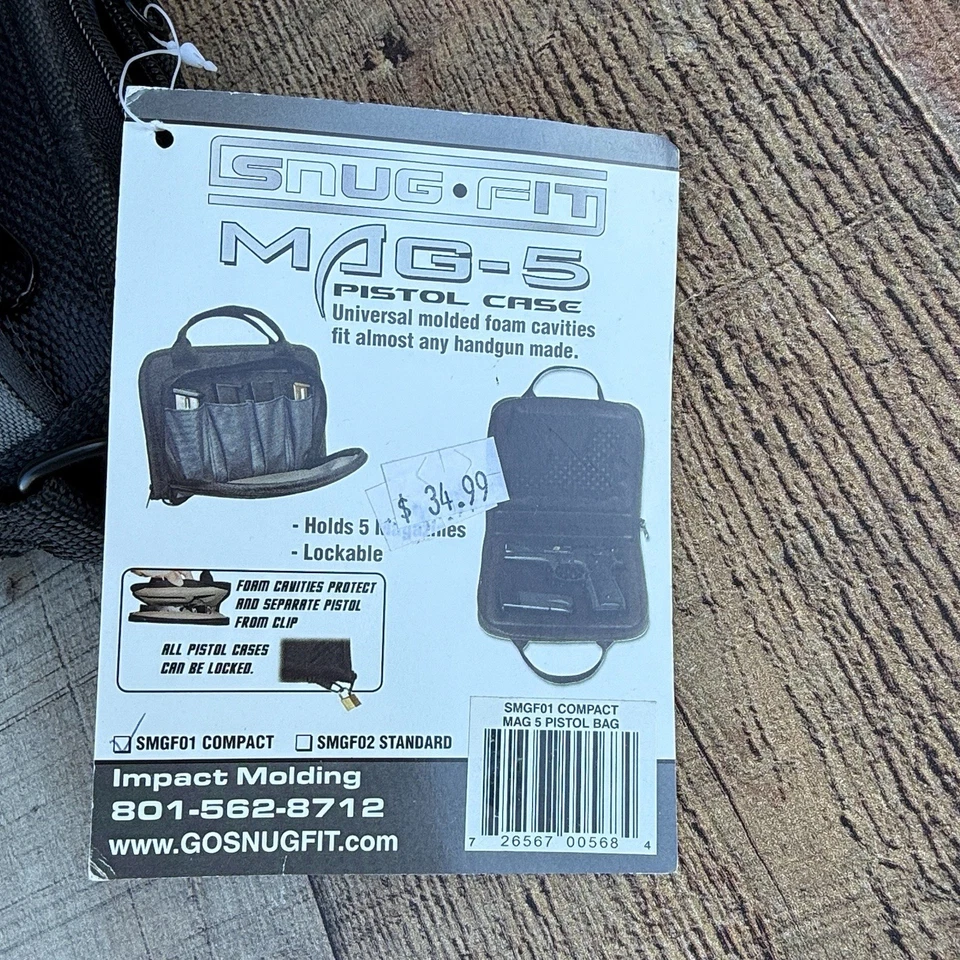 SNUG•FIT
MAG-5
PISTOL CASE
Universal molded foam cavities
fit almost any handgun made.
$ 34.99
- Holds 5 Magazines
- Lockable
FOAM CAVITIES PROTECT
AND SEPARATE PISTOL
FROM CLIP
ALL PISTOL CASES
CAN BE LOCKED.
SMGF01 COMPACT SMGF02 STANDARD
SMGF01 COMPACT
MAG 5 PISTOL BAG
7 26567 00568 4
Impact Molding
801-562-8712
www.GOSNUGFIT.com